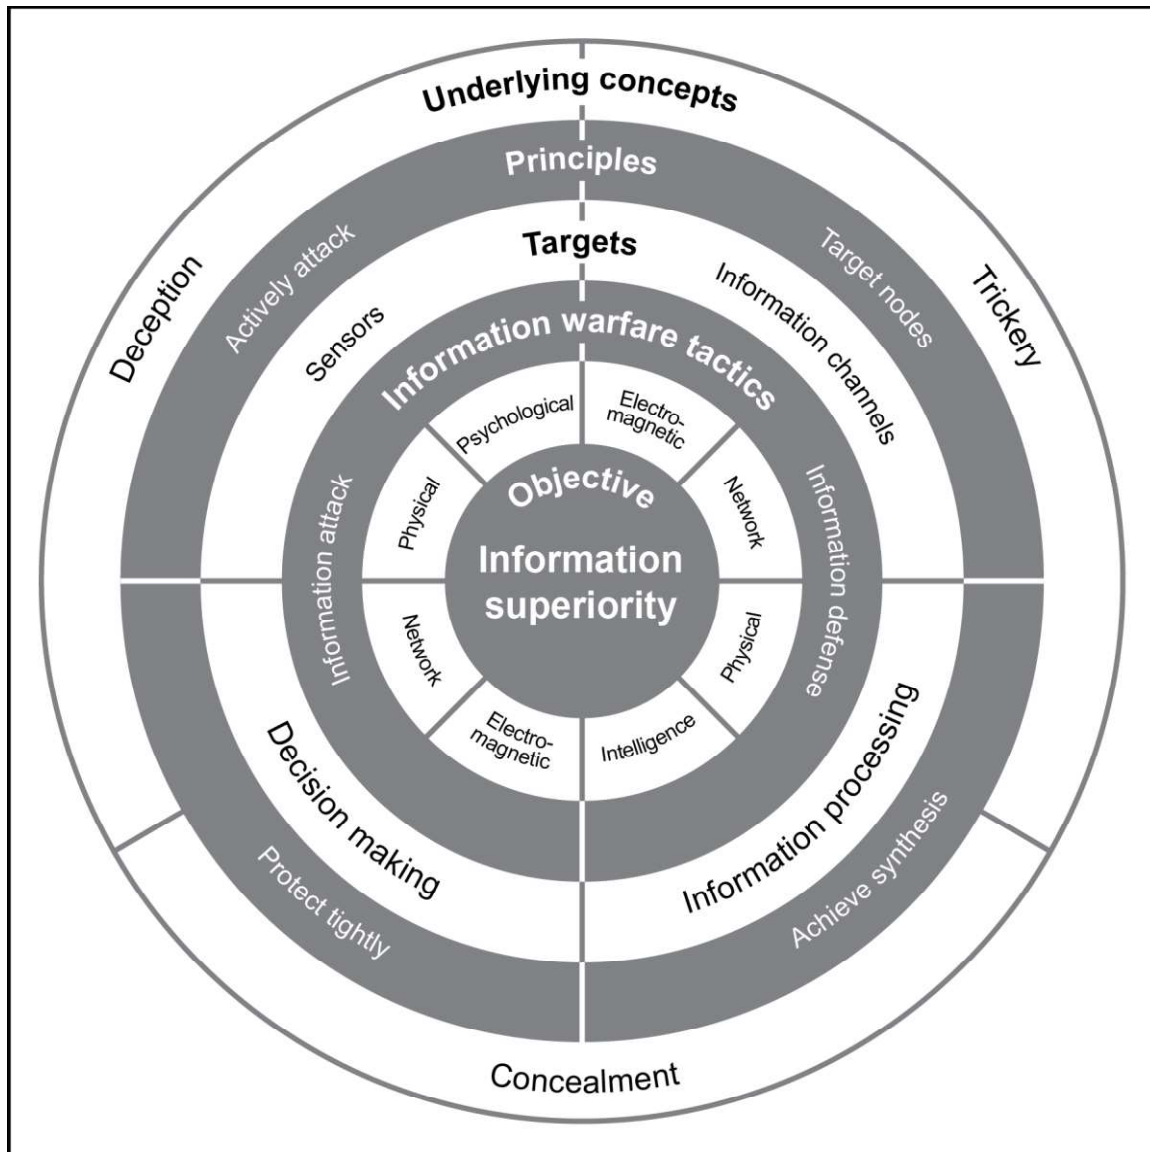 Underlying concepts
Deception
Trickery
Concealment
Principles
Actively attack
Target nodes
Protect tightly
Achieve synthesis
Targets
Sensors
Information channels
Decision making
Information processing
Information warfare tactics
Information attack
Information defense
Psychological
Electro-
magnetic
Physical
Network
Network
Physical
Electro-
magnetic
Intelligence
Objective
Information
superiority